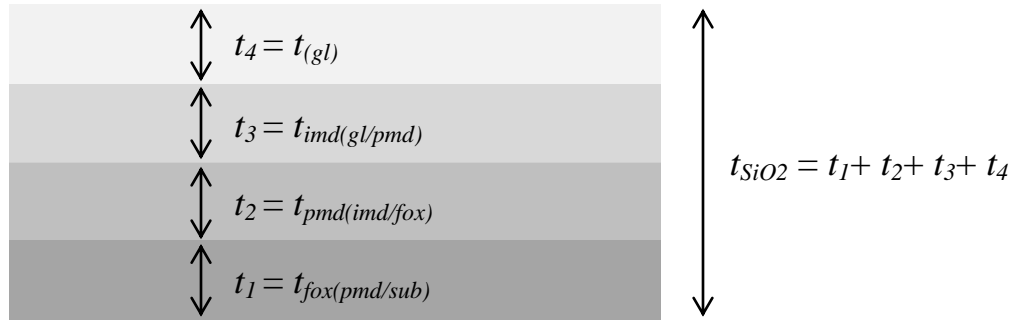 t4 = t(gl)
t3 = timd(gl/pmd)
tSiO2 = t1+ t2+ t3+ t4
t2 = tpmd(imd/fox)
t1 = tfox(pmd/sub)